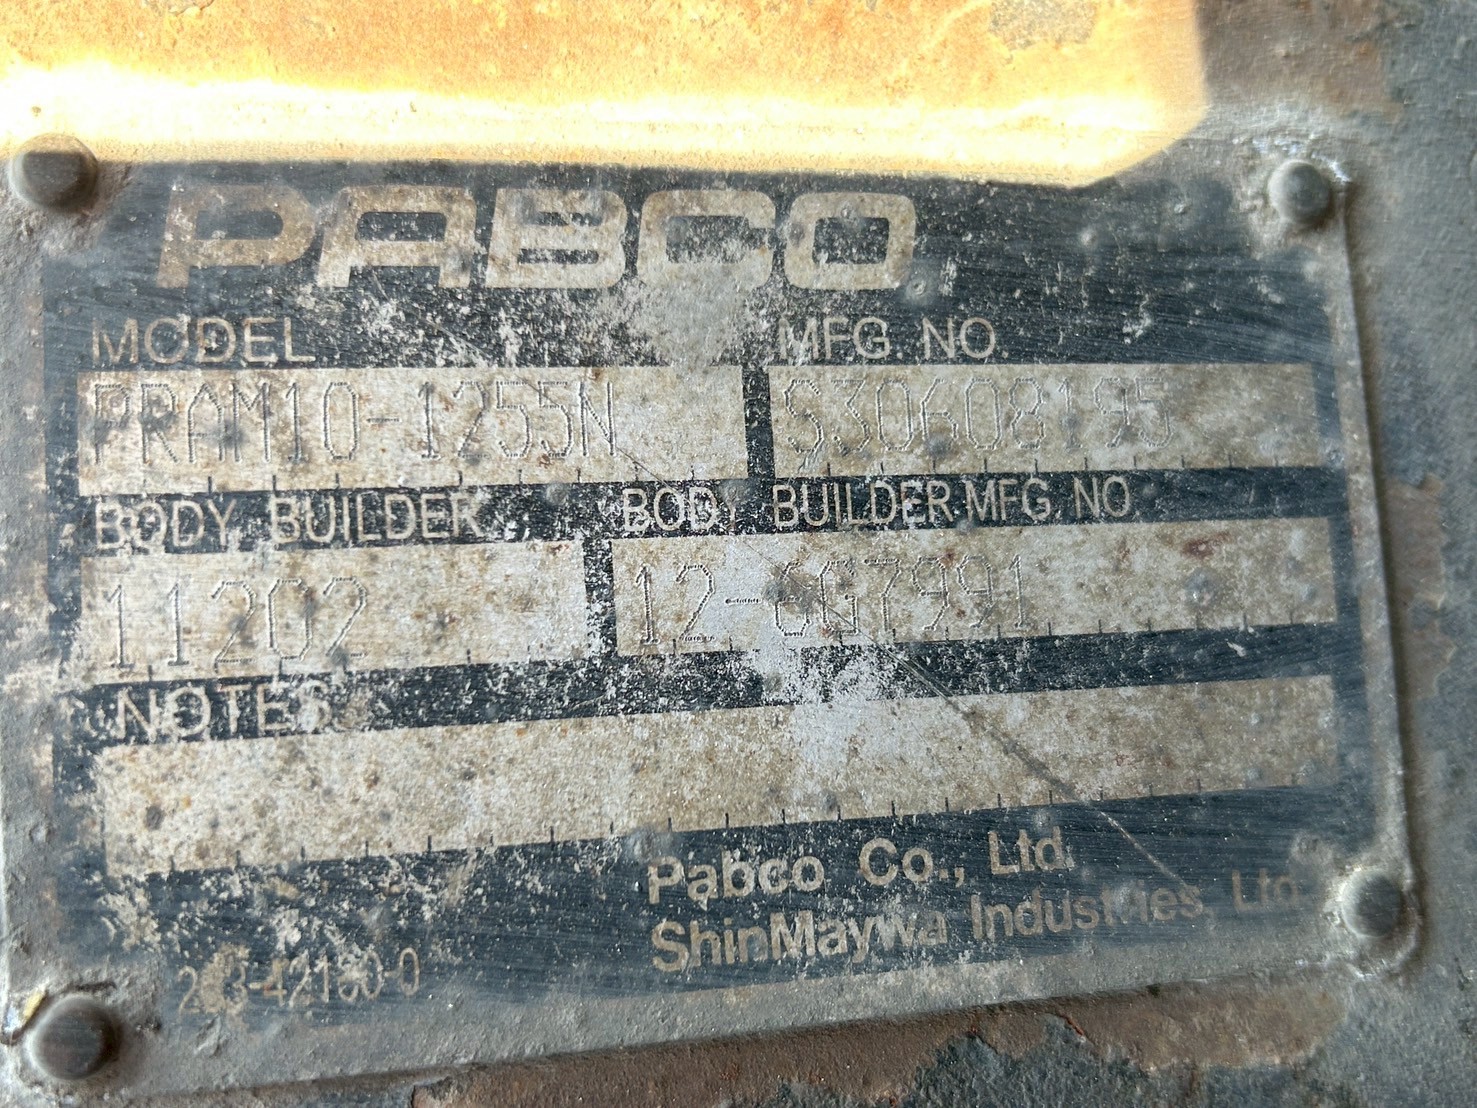 PABCO
MODEL MFG. NO.
PRAM10-1255N S30608195
BODY BUILDER BODY BUILDER MFG. NO.
11202 12-6G7991
NOTES
Pabco Co., Ltd.
ShinMaywa Industries, Ltd.